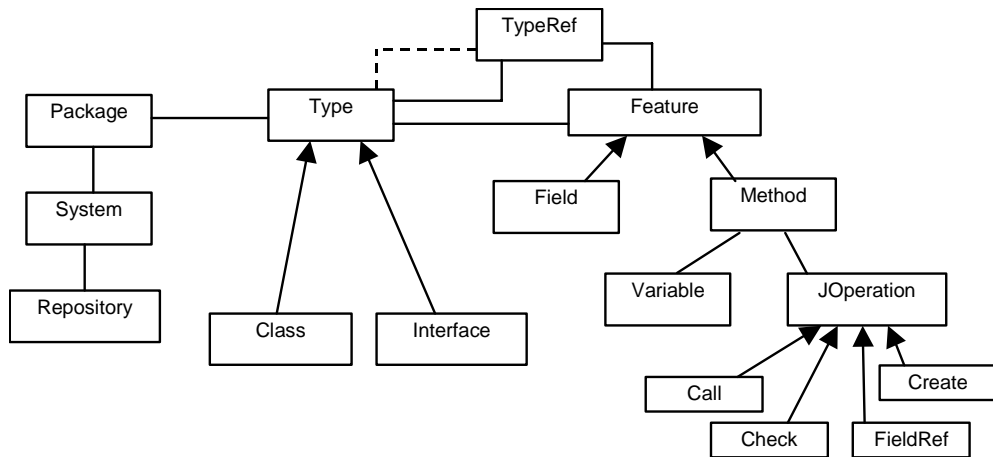 TypeRef
Package
Type
Feature
System
Field
Method
Repository
Class
Interface
Variable
JOperation
Call
Create
Check
FieldRef